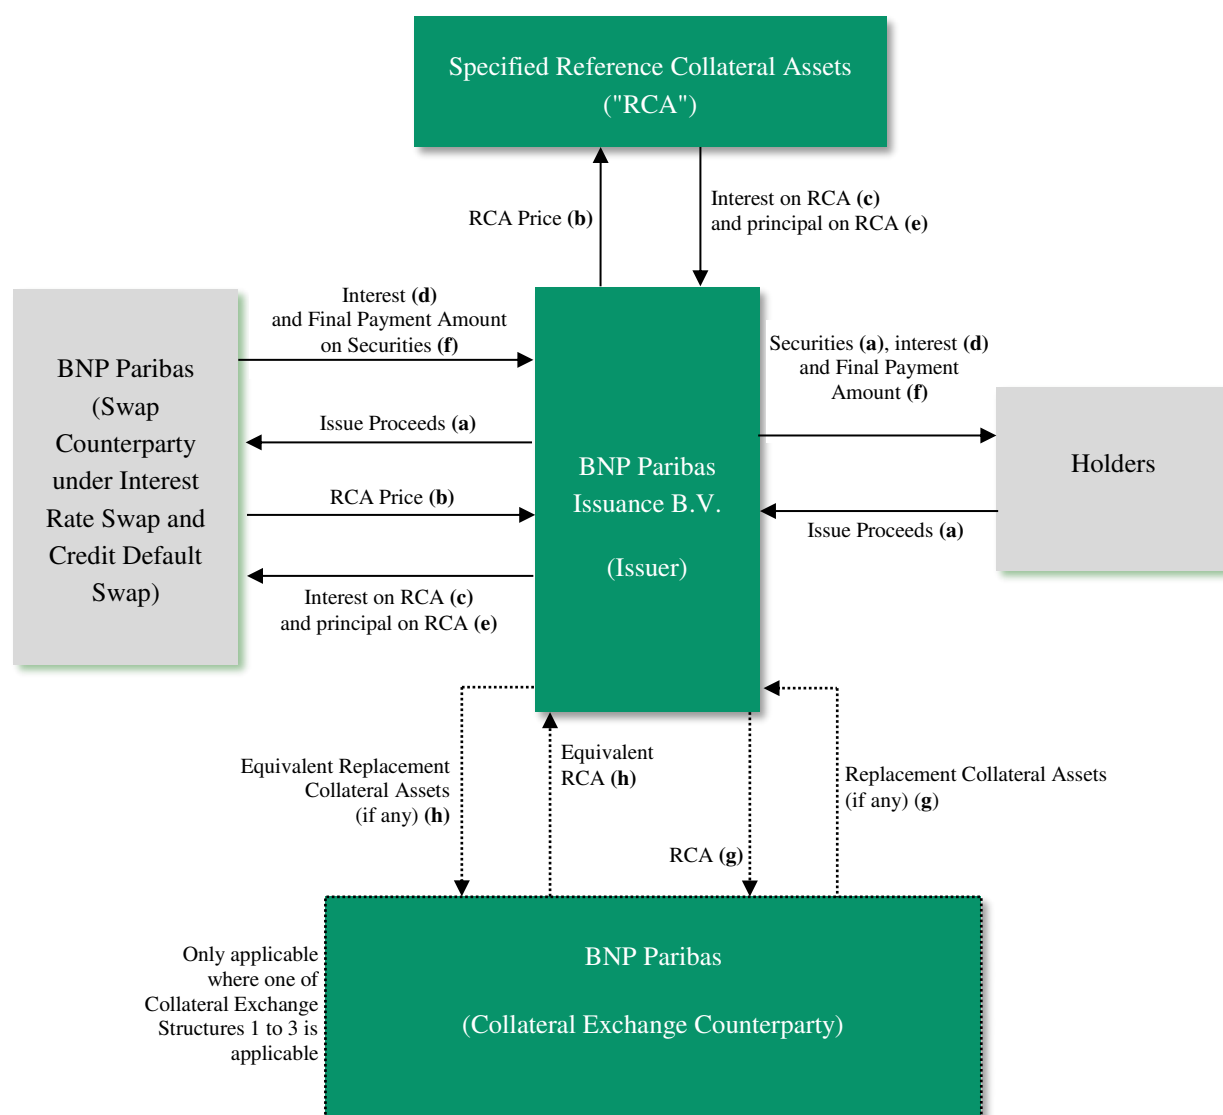 Specified Reference Collateral Assets
("RCA")
RCA Price (b)
Interest on RCA (c)
and principal on RCA (e)
Interest (d)
and Final Payment Amount
on Securities (f)
Securities (a), interest (d)
and Final Payment
Amount (f)
BNP Paribas
(Swap
Counterparty
under Interest
Rate Swap and
Credit Default
Swap)
Issue Proceeds (a)
RCA Price (b)
Interest on RCA (c)
and principal on RCA (e)
BNP Paribas
Issuance B.V.
(Issuer)
Holders
Issue Proceeds (a)
Equivalent Replacement
Collateral Assets
(if any) (h)
Equivalent
RCA (h)
RCA (g)
Replacement Collateral Assets
(if any) (g)
Only applicable
where one of
Collateral Exchange
Structures 1 to 3 is
applicable
BNP Paribas
(Collateral Exchange Counterparty)